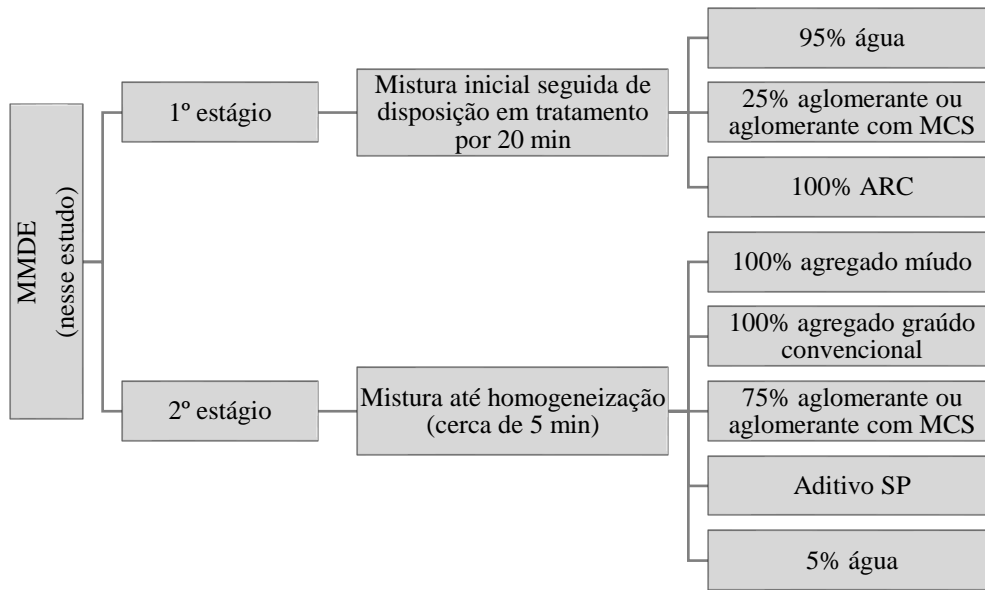 MMDE
(nesse estudo)
1º estágio
Mistura inicial seguida de
disposição em tratamento
por 20 min
95% água
25% aglomerante ou
aglomerante com MCS
100% ARC
2º estágio
Mistura até homogeneização
(cerca de 5 min)
100% agregado míudo
100% agregado graúdo
convencional
75% aglomerante ou
aglomerante com MCS
Aditivo SP
5% água